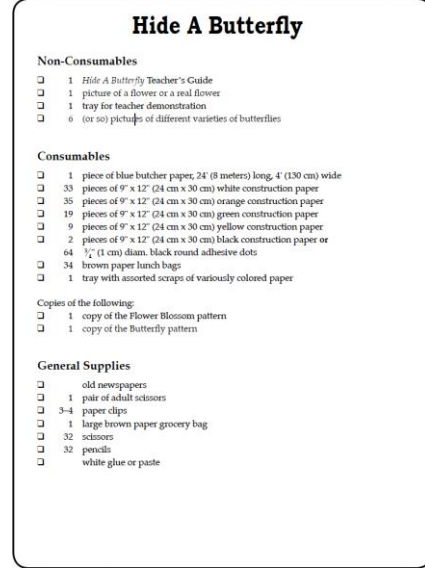 Hide A Butterfly
Non-Consumables
❑ 1 Hide A Butterfly Teacher's Guide
❑ 1 picture of a flower or a real flower
❑ 1 tray for teacher demonstration
❑ 6 (or so) pictures of different varieties of butterflies
Consumables
❑ 1 piece of blue butcher paper, 24' (8 meters) long, 4' (130 cm) wide
❑ 33 pieces of 9" x 12" (24 cm x 30 cm) white construction paper
❑ 35 pieces of 9" x 12" (24 cm x 30 cm) orange construction paper
❑ 19 pieces of 9" x 12" (24 cm x 30 cm) green construction paper
❑ 9 pieces of 9" x 12" (24 cm x 30 cm) yellow construction paper
❑ 2 pieces of 9" x 12" (24 cm x 30 cm) black construction paper or
64 ¾" (1 cm) diam. black round adhesive dots
❑ 34 brown paper lunch bags
❑ 1 tray with assorted scraps of variously colored paper
Copies of the following:
❑ 1 copy of the Flower Blossom pattern
❑ 1 copy of the Butterfly pattern
General Supplies
❑ old newspapers
❑ 1 pair of adult scissors
❑ 3–4 paper clips
❑ 1 large brown paper grocery bag
❑ 32 scissors
❑ 32 pencils
❑ white glue or paste